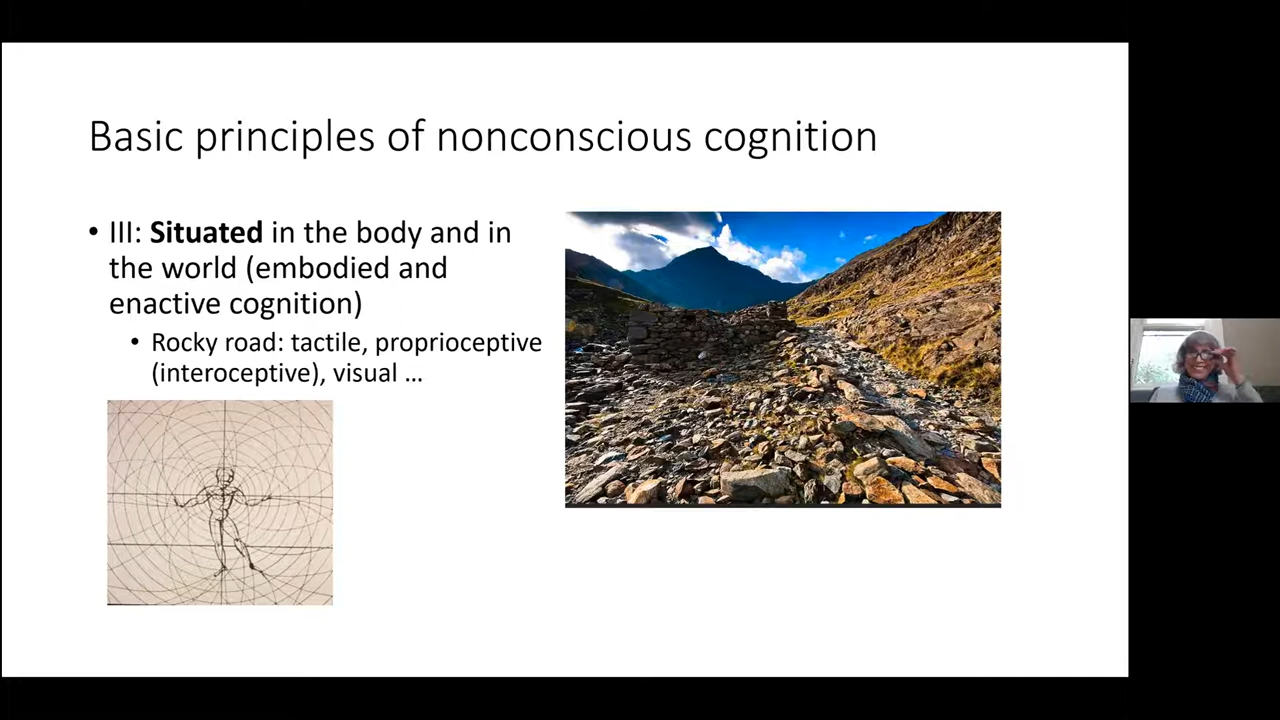 Basic principles of nonconscious cognition
• III: Situated in the body and in
the world (embodied and
enactive cognition)
• Rocky road: tactile, proprioceptive
(interoceptive), visual …